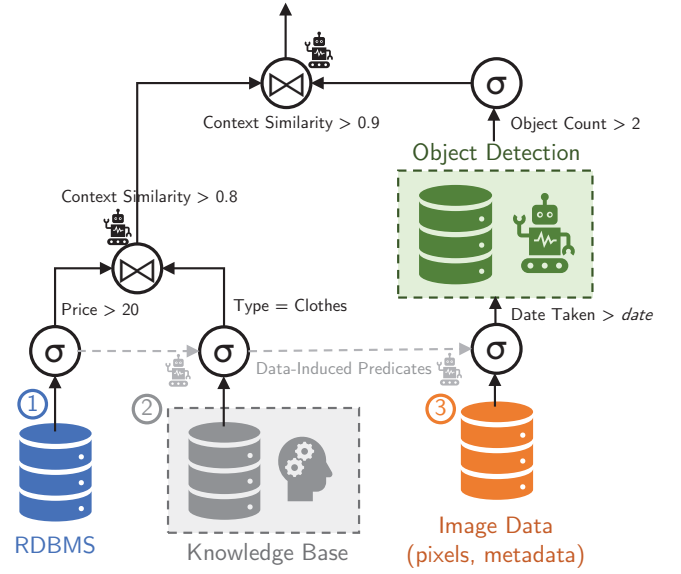 Context Similarity > 0.9
σ
Object Count > 2
Object Detection
Context Similarity > 0.8
Price > 20
Type = Clothes
Date Taken > date
σ
σ
σ
Data-Induced Predicates
1
2
3
RDBMS
Knowledge Base
Image Data
(pixels, metadata)